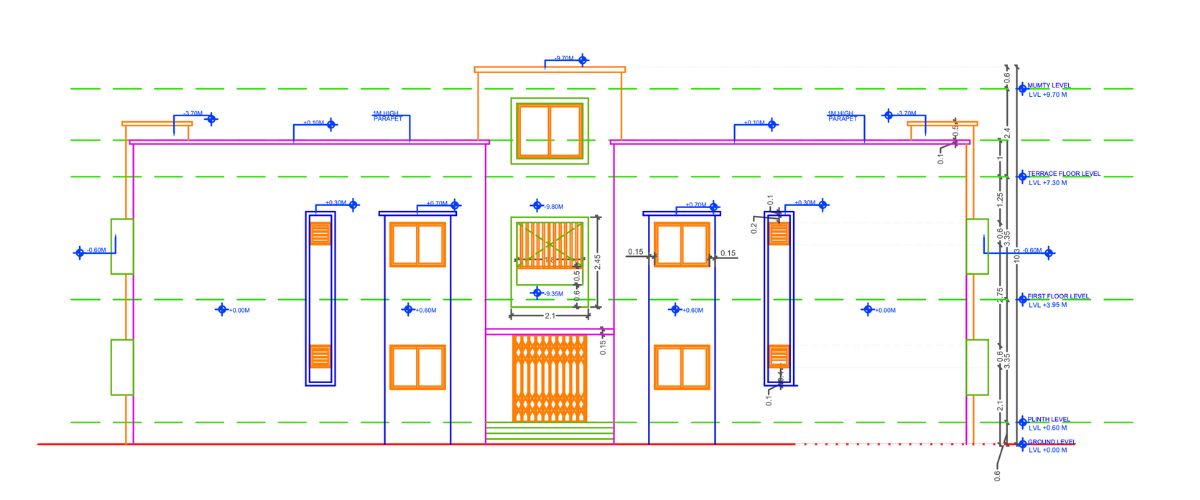 -9.70M
MUMTY LEVEL
LVL +9.70 M
0.6
-3.70M
1M HIGH
PARAPET
+0.10M
+0.10M
1M HIGH
PARAPET
-3.70M
0.5
0.1
2.4
1
TERRACE FLOOR LEVEL
LVL +7.30 M
+0.30M
+0.70M
-9.80M
+0.70M
0.1
+0.30M
0.2
1.25
-0.60M
0.15
0.15
0.6
3.35
-0.60M
10.3
2.45
0.5
0.6
-9.35M
2.75
FIRST FLOOR LEVEL
LVL +3.95 M
+0.00M
+0.60M
2.1
+0.60M
+0.00M
0.15
0.6
3.35
0.4
0.1
2.1
PLINTH LEVEL
LVL +0.60 M
GROUND LEVEL
LVL +0.00 M
0.6